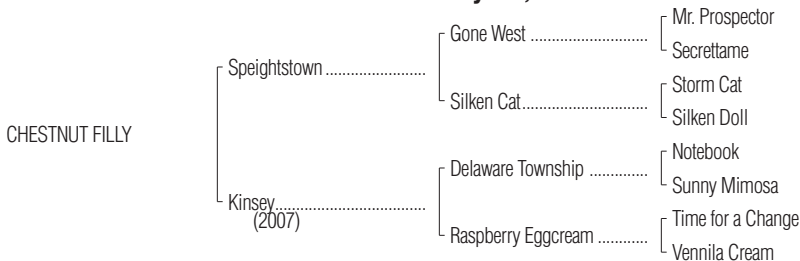 Mr. Prospector
Gone West ........................
Secrettame
Speightstown ........................
Storm Cat
Silken Cat..........................
Silken Doll
CHESTNUT FILLY
Notebook
Delaware Township ............
Sunny Mimosa
Kinsey....................................
(2007)
Time for a Change
Raspberry Eggcream ..........
Vennila Cream